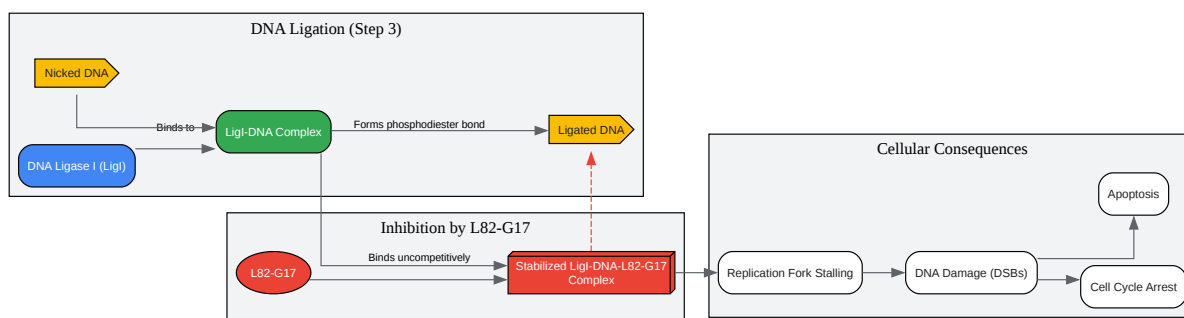 DNA Ligation (Step 3)
Nicked DNA
Binds to
DNA Ligase I (LigI)
LigI-DNA Complex
Forms phosphodiester bond
Ligated DNA
Inhibition by L82-G17
L82-G17
Binds uncompetitively
Stabilized LigI-DNA-L82-G17
Complex
Cellular Consequences
Replication Fork Stalling
DNA Damage (DSBs)
Apoptosis
Cell Cycle Arrest